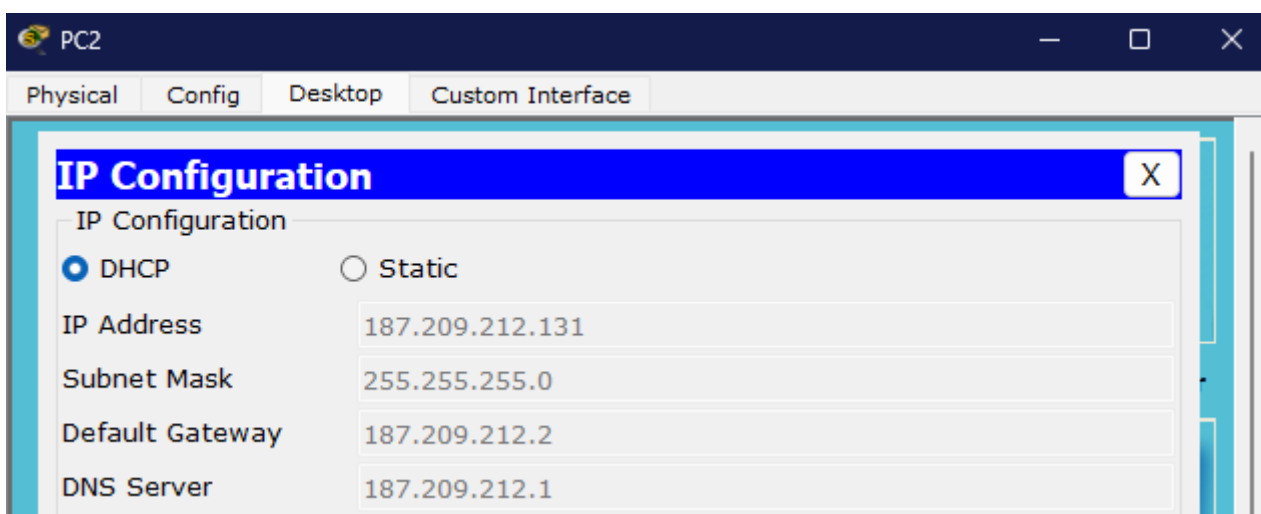 PC2
Physical Config Desktop Custom Interface
IP Configuration X
IP Configuration
DHCP Static
IP Address 187.209.212.131
Subnet Mask 255.255.255.0
Default Gateway 187.209.212.2
DNS Server 187.209.212.1